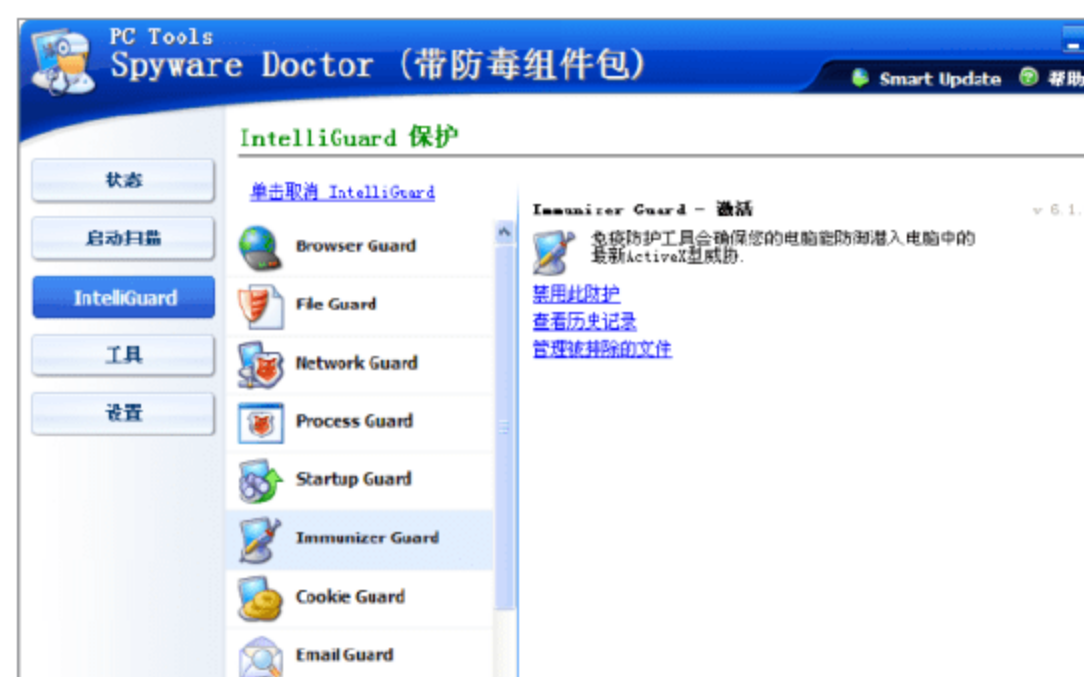 PC Tools
Spyware Doctor (带防毒组件包)
Smart Update 帮助
IntelliGuard 保护
状态
启动扫描
IntelliGuard
工具
设置
单击取消 IntelliGuard
Browser Guard
File Guard
Network Guard
Process Guard
Startup Guard
Immunizer Guard
Cookie Guard
Email Guard
Immunizer Guard - 激活
v 6.1.
免疫防护工具会确保您的电脑能防御潜入电脑中的
最新ActiveX型威胁.
禁用此防护
查看历史记录
管理被排除的文件